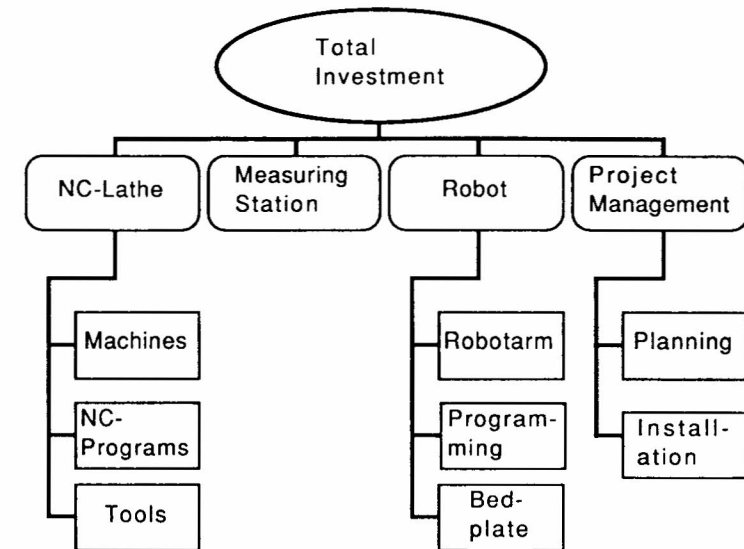 Total
Investment
NC-Lathe
Measuring
Station
Robot
Project
Management
Machines
NC-
Programs
Tools
Robotarm
Program-
ming
Bed-
plate
Planning
Install-
ation